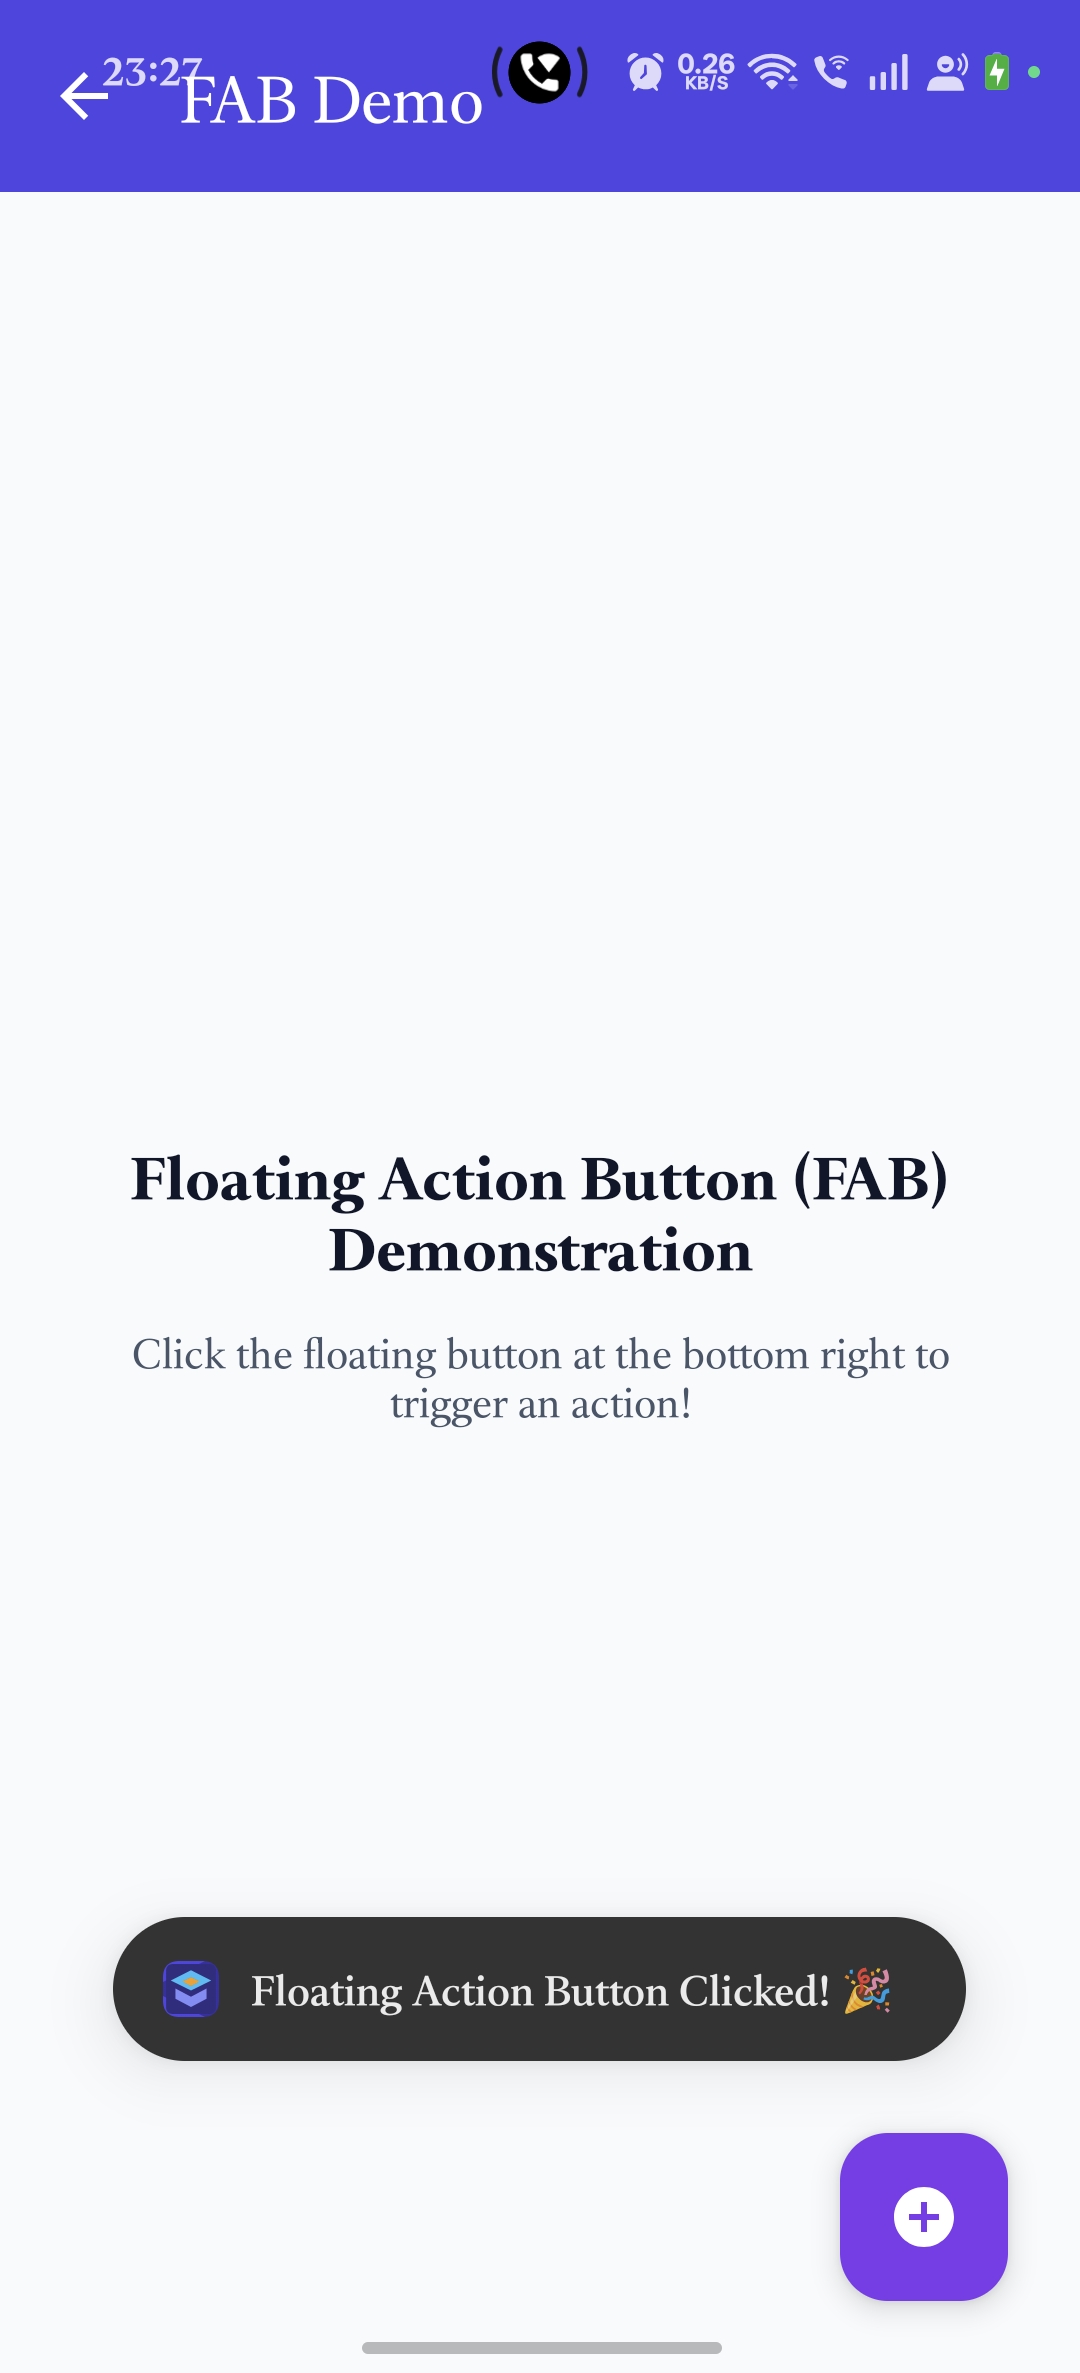 23:27
FAB Demo
0.26
KB/S
Floating Action Button (FAB)
Demonstration
Click the floating button at the bottom right to
trigger an action!
Floating Action Button Clicked! 🎉